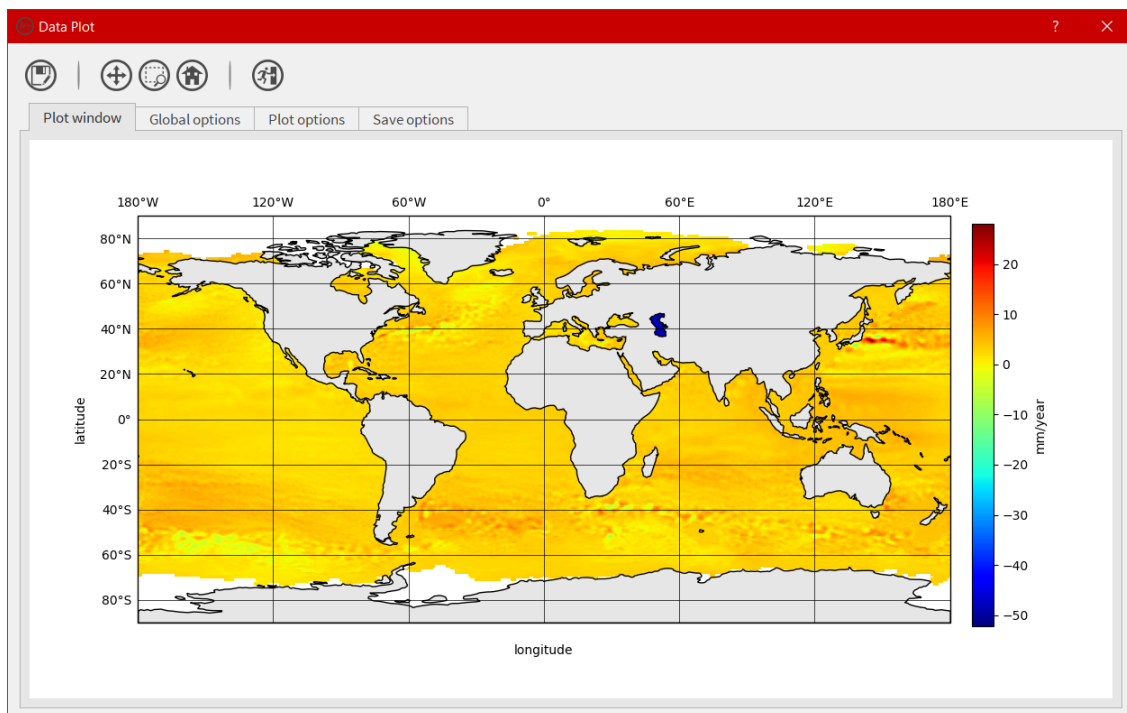 Data Plot ?
Plot window Global options Plot options Save options
180°W 120°W 60°W 0° 60°E 120°E 180°E
80°N
60°N
40°N
20°N
0°
20°S
40°S
60°S
80°S
latitude
longitude
20
10
0
−10
−20
−30
−40
−50
mm/year